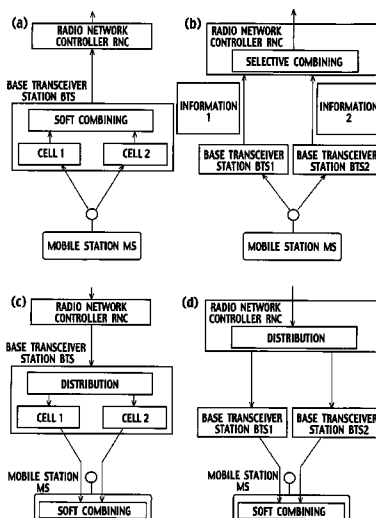 (a)
RADIO NETWORK
CONTROLLER RNC
BASE TRANSCEIVER
STATION BTS
SOFT COMBINING
CELL 1
CELL 2
MOBILE STATION MS
(b)
RADIO NETWORK
CONTROLLER RNC
SELECTIVE COMBINING
INFORMATION
1
INFORMATION
2
BASE TRANSCEIVER
STATION BTS1
BASE TRANSCEIVER
STATION BTS2
MOBILE STATION MS
(c)
RADIO NETWORK
CONTROLLER RNC
BASE TRANSCEIVER
STATION BTS
DISTRIBUTION
CELL 1
CELL 2
MOBILE STATION
MS
SOFT COMBINING
(d)
RADIO NETWORK
CONTROLLER RNC
DISTRIBUTION
BASE TRANSCEIVER
STATION BTS1
BASE TRANSCEIVER
STATION BTS2
MOBILE STATION
MS
SOFT COMBINING